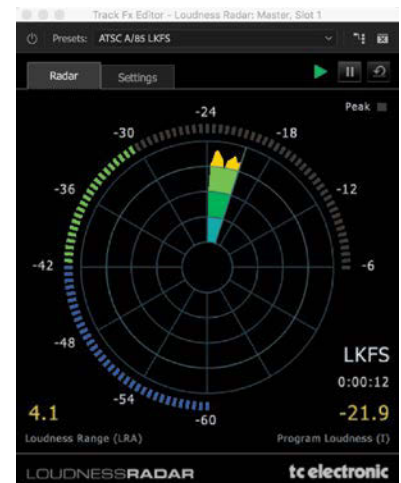 Track Fx Editor - Loudness Radar: Master, Slot 1
Presets: ATSC A/85 LKFS
Radar Settings
Peak
-24
-30 -18
-36 -12
-42 -6
-48
LKFS
0:00:12
-54
4.1 -60 -21.9
Loudness Range (LRA) Program Loudness (I)
LOUDNESSRADAR tc electronic